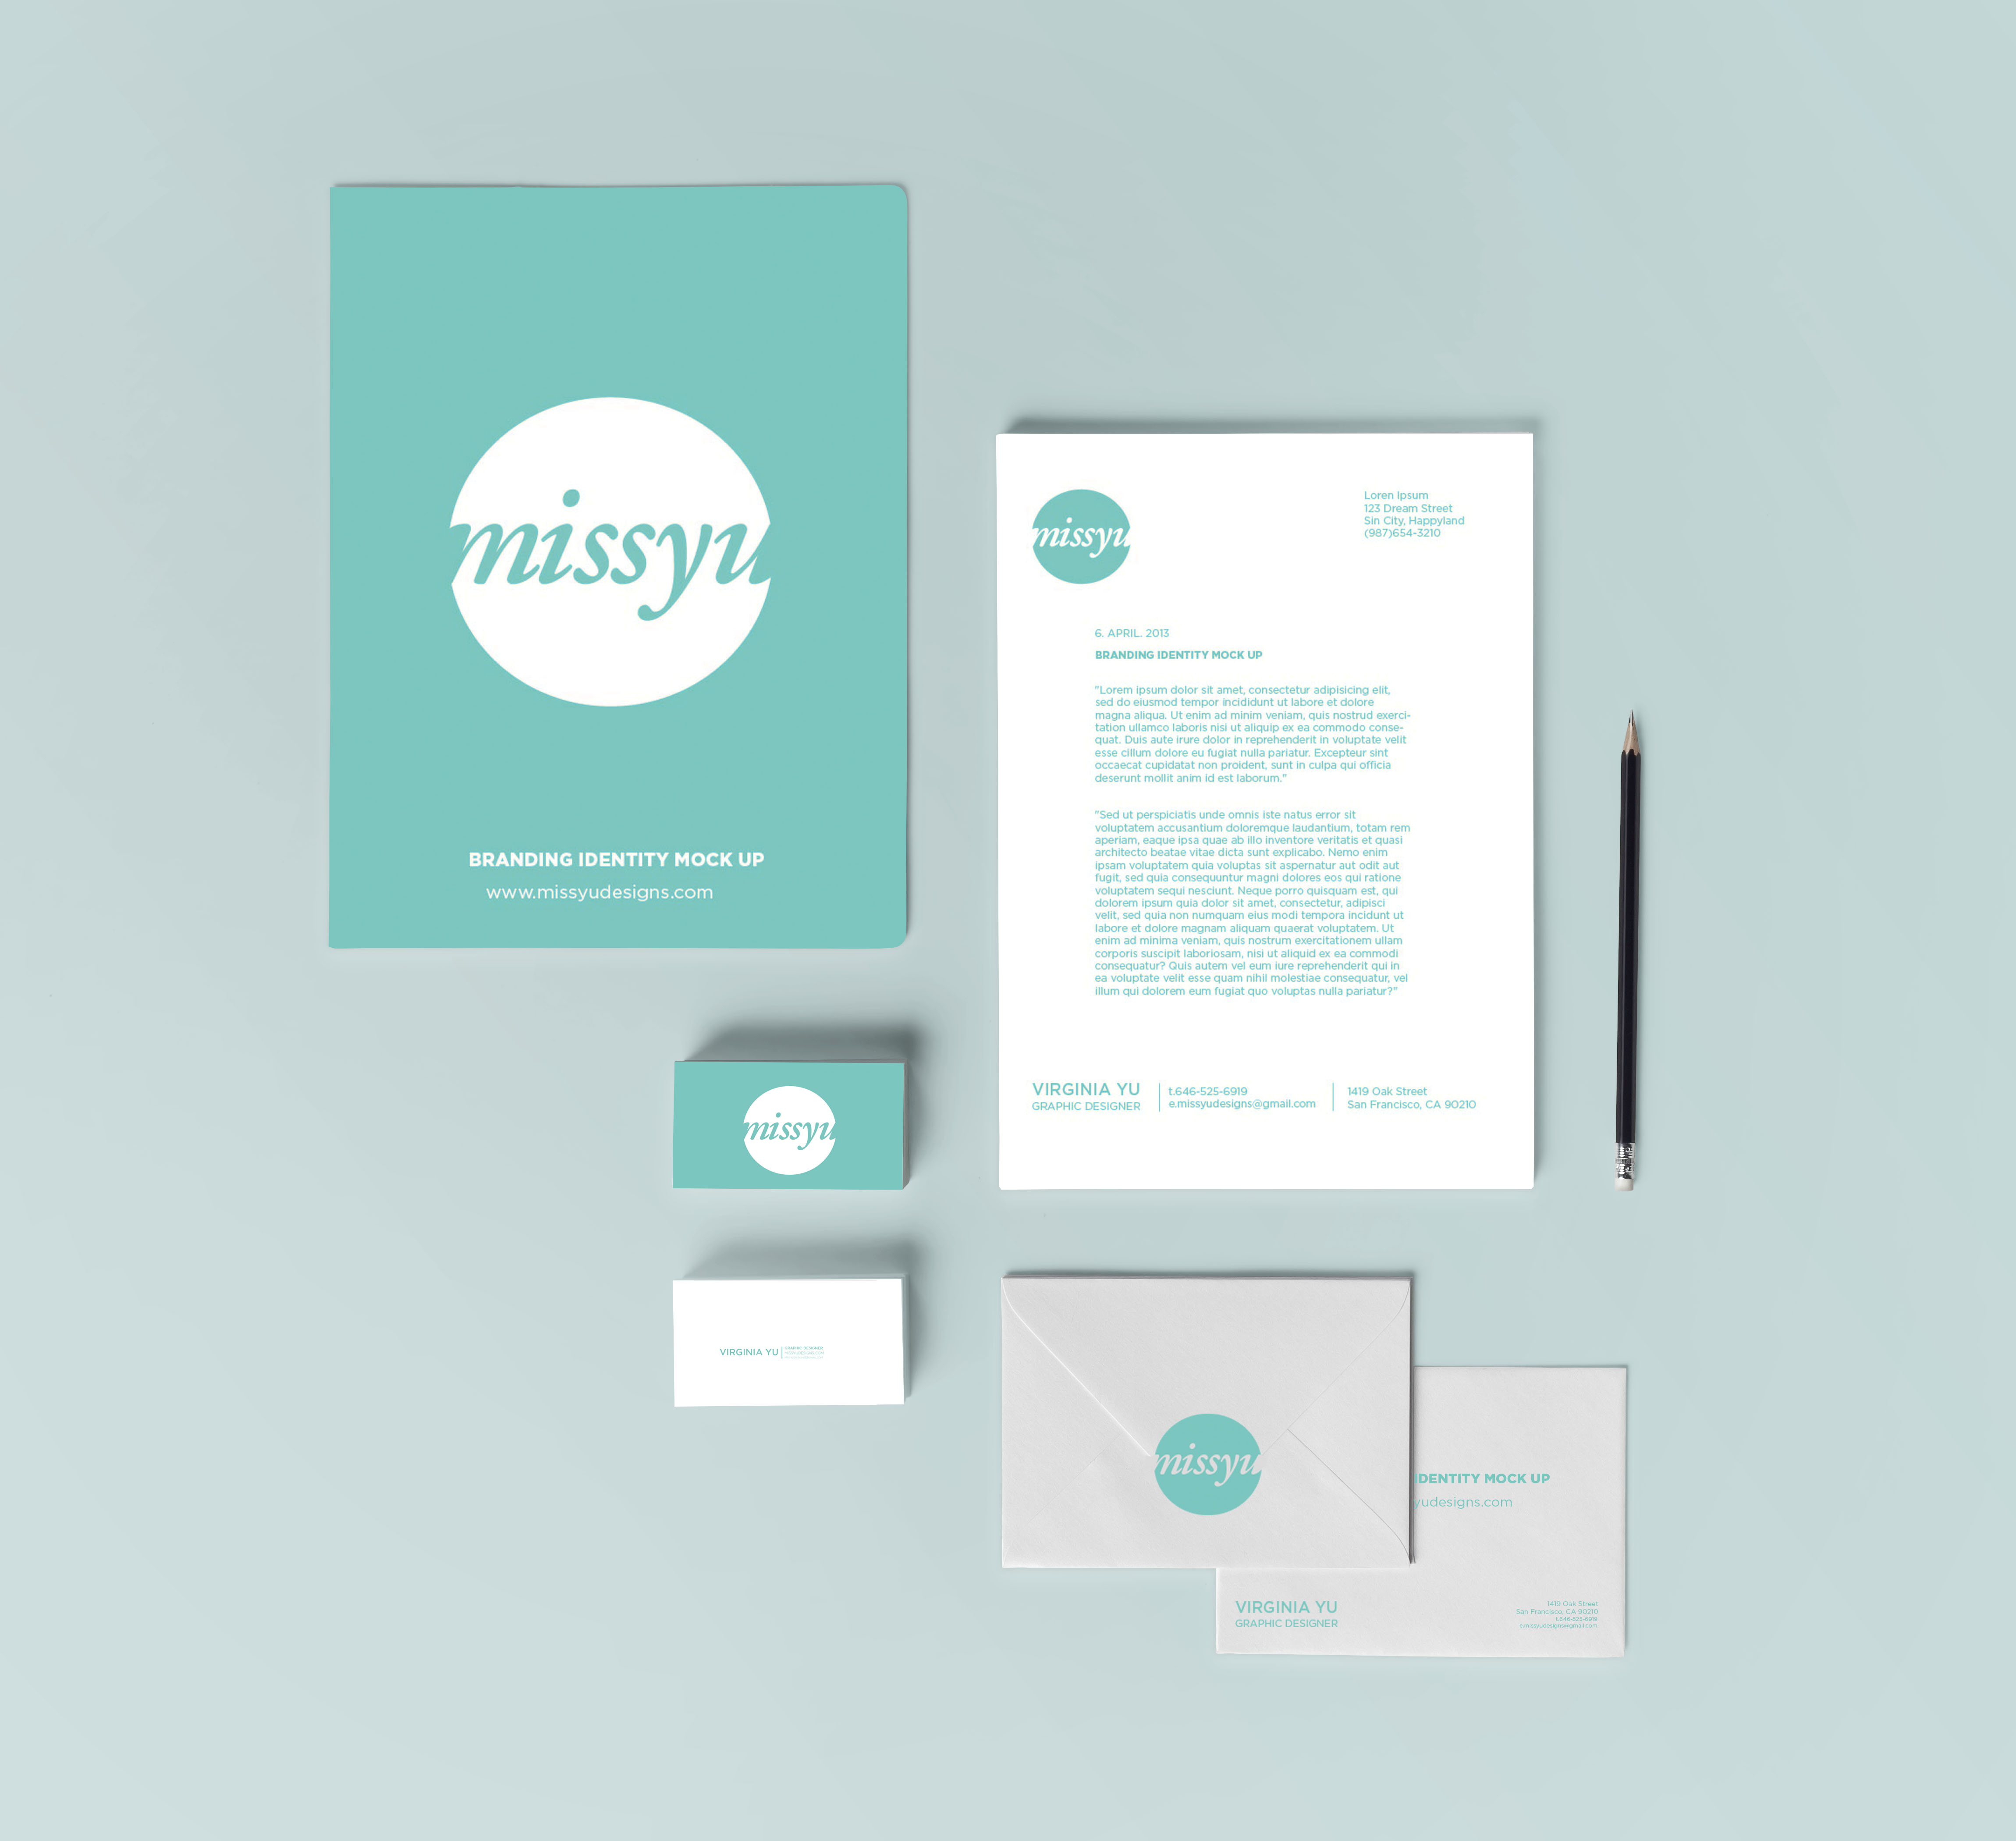 missyu
BRANDING IDENTITY MOCK UP
www.missyudesigns.com
missyu
Loren Ipsum
123 Dream Street
Sin City, Happyland
(987)654-3210
6. APRIL. 2013
BRANDING IDENTITY MOCK UP
"Lorem ipsum dolor sit amet, consectetur adipisicing elit,
sed do eiusmod tempor incididunt ut labore et dolore
magna aliqua. Ut enim ad minim veniam, quis nostrud exerci-
tation ullamco laboris nisi ut aliquip ex ea commodo conse-
quat. Duis aute irure dolor in reprehenderit in voluptate velit
esse cillum dolore eu fugiat nulla pariatur. Excepteur sint
occaecat cupidatat non proident, sunt in culpa qui officia
deserunt mollit anim id est laborum."
"Sed ut perspiciatis unde omnis iste natus error sit
voluptatem accusantium doloremque laudantium, totam rem
aperiam, eaque ipsa quae ab illo inventore veritatis et quasi
architecto beatae vitae dicta sunt explicabo. Nemo enim
ipsam voluptatem quia voluptas sit aspernatur aut odit aut
fugit, sed quia consequuntur magni dolores eos qui ratione
voluptatem sequi nesciunt. Neque porro quisquam est, qui
dolorem ipsum quia dolor sit amet, consectetur, adipisci
velit, sed quia non numquam eius modi tempora incidunt ut
labore et dolore magnam aliquam quaerat voluptatem. Ut
enim ad minima veniam, quis nostrum exercitationem ullam
corporis suscipit laboriosam, nisi ut aliquid ex ea commodi
consequatur? Quis autem vel eum iure reprehenderit qui in
ea voluptate velit esse quam nihil molestiae consequatur, vel
illum qui dolorem eum fugiat quo voluptas nulla pariatur?"
VIRGINIA YU
GRAPHIC DESIGNER
t.646-525-6919
e.missyudesigns@gmail.com
1419 Oak Street
San Francisco, CA 90210
missyu
VIRGINIA YU
GRAPHIC DESIGNER
missyu
IDENTITY MOCK UP
yudesigns.com
VIRGINIA YU
GRAPHIC DESIGNER
1419 Oak Street
San Francisco, CA 90210
t.646-525-6919
e.missyudesigns@gmail.com